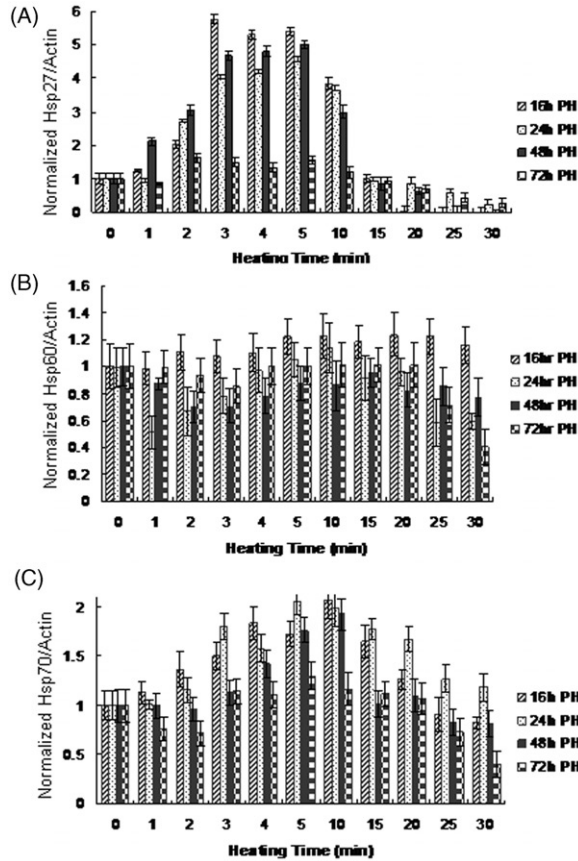 (A)
Normalized Hsp27/Actin
6
5
4
3
2
1
0
0 1 2 3 4 5 10 15 20 25 30
Heating Time (min)
16h PH
24h PH
48h PH
72h PH
(B)
Normalized Hsp60/Actin
1.6
1.4
1.2
1
0.8
0.6
0.4
0.2
0
0 1 2 3 4 5 10 15 20 25 30
Heating Time (min)
16hr PH
24hr PH
48hr PH
72hr PH
(C)
Normalized Hsp70/Actin
2
1.5
1
0.5
0
0 1 2 3 4 5 10 15 20 25 30
Heating Time (min)
16h PH
24h PH
48h PH
72h PH